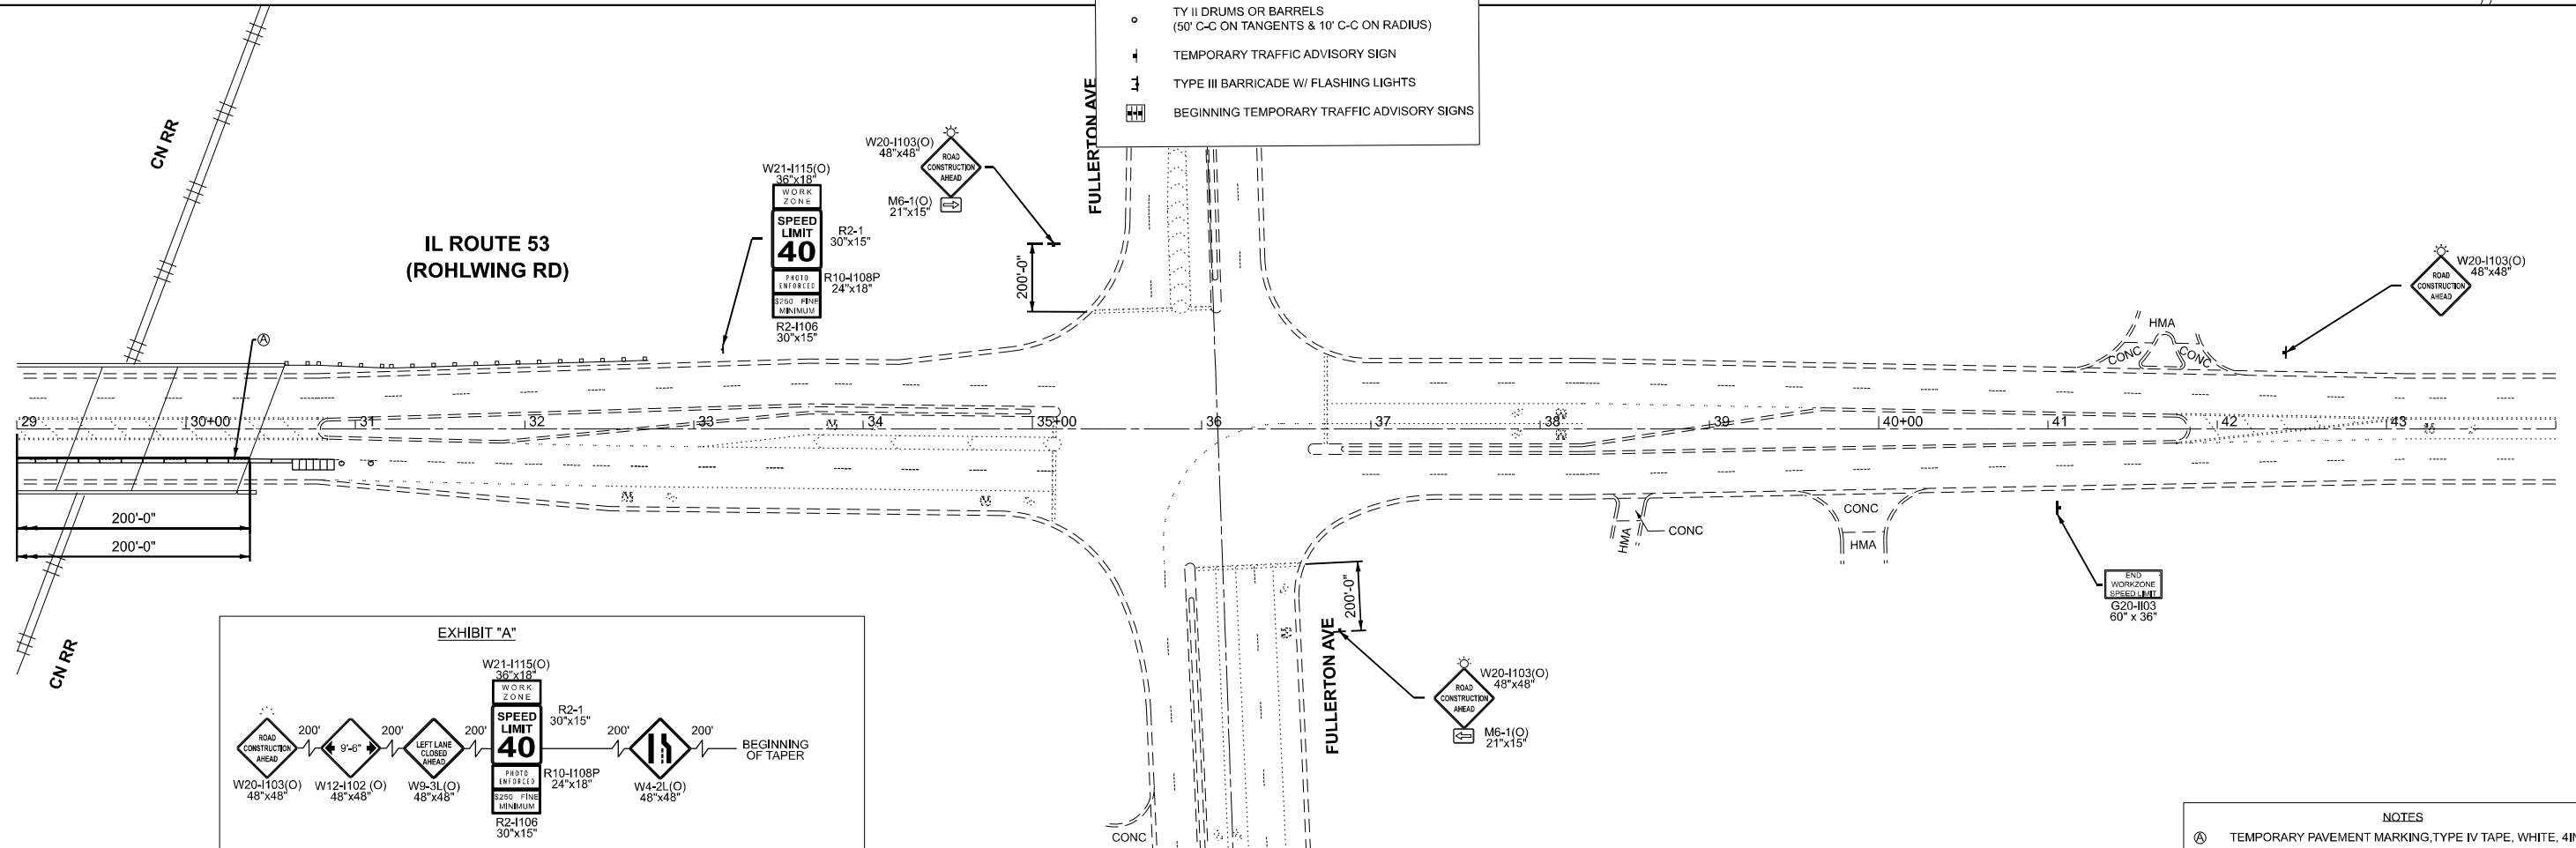 TY II DRUMS OR BARRELS
(50' C-C ON TANGENTS & 10' C-C ON RADIUS)
TEMPORARY TRAFFIC ADVISORY SIGN
TYPE III BARRICADE W/ FLASHING LIGHTS
BEGINNING TEMPORARY TRAFFIC ADVISORY SIGNS
CN RR
IL ROUTE 53
(ROHLWING RD)
W21-I115(O)
36"x18"
WORK
ZONE
SPEED
LIMIT
40
R2-1
30"x15"
PHOTO
ENFORCED
R10-I108P
24"x18"
$250 FINE
MINIMUM
R2-I106
30"x15"
W20-I103(O)
48"x48"
ROAD
CONSTRUCTION
AHEAD
M6-1(O)
21"x15"
200'-0"
FULLERTON AVE
W20-I103(O)
48"x48"
ROAD
CONSTRUCTION
AHEAD
HMA
CONC
CONC
A
29
30+00
31
32
33
34
35+00
36
37
38
39
40+00
41
42
43
200'-0"
200'-0"
CN RR
CONC
HMA
CONC
HMA
END
WORKZONE
SPEED LIMIT
G20-II03
60" x 36"
200'-0"
FULLERTON AVE
W20-I103(O)
48"x48"
ROAD
CONSTRUCTION
AHEAD
M6-1(O)
21"x15"
CONC
EXHIBIT "A"
W21-I115(O)
36"x18"
WORK
ZONE
SPEED
LIMIT
40
R2-1
30"x15"
PHOTO
ENFORCED
R10-I108P
24"x18"
$250 FINE
MINIMUM
R2-I106
30"x15"
ROAD
CONSTRUCTION
AHEAD
W20-I103(O)
48"x48"
200'
9'-6"
W12-I102 (O)
48"x48"
200'
LEFT LANE
CLOSED
AHEAD
W9-3L(O)
48"x48"
200'
200'
W4-2L(O)
48"x48"
200'
BEGINNING
OF TAPER
NOTES
A TEMPORARY PAVEMENT MARKING,TYPE IV TAPE, WHITE, 4IN